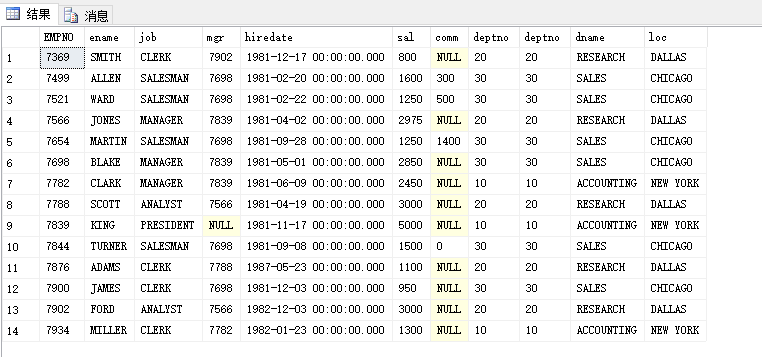 结果 消息
EMPNO ename job mgr hiredate sal comm deptno deptno dname loc
1 7369 SMITH CLERK 7902 1981-12-17 00:00:00.000 800 NULL 20 20 RESEARCH DALLAS
2 7499 ALLEN SALESMAN 7698 1981-02-20 00:00:00.000 1600 300 30 30 SALES CHICAGO
3 7521 WARD SALESMAN 7698 1981-02-22 00:00:00.000 1250 500 30 30 SALES CHICAGO
4 7566 JONES MANAGER 7839 1981-04-02 00:00:00.000 2975 NULL 20 20 RESEARCH DALLAS
5 7654 MARTIN SALESMAN 7698 1981-09-28 00:00:00.000 1250 1400 30 30 SALES CHICAGO
6 7698 BLAKE MANAGER 7839 1981-05-01 00:00:00.000 2850 NULL 30 30 SALES CHICAGO
7 7782 CLARK MANAGER 7839 1981-06-09 00:00:00.000 2450 NULL 10 10 ACCOUNTING NEW YORK
8 7788 SCOTT ANALYST 7566 1981-04-19 00:00:00.000 3000 NULL 20 20 RESEARCH DALLAS
9 7839 KING PRESIDENT NULL 1981-11-17 00:00:00.000 5000 NULL 10 10 ACCOUNTING NEW YORK
10 7844 TURNER SALESMAN 7698 1981-09-08 00:00:00.000 1500 0 30 30 SALES CHICAGO
11 7876 ADAMS CLERK 7788 1987-05-23 00:00:00.000 1100 NULL 20 20 RESEARCH DALLAS
12 7900 JAMES CLERK 7698 1981-12-03 00:00:00.000 950 NULL 30 30 SALES CHICAGO
13 7902 FORD ANALYST 7566 1982-12-03 00:00:00.000 3000 NULL 20 20 RESEARCH DALLAS
14 7934 MILLER CLERK 7782 1982-01-23 00:00:00.000 1300 NULL 10 10 ACCOUNTING NEW YORK